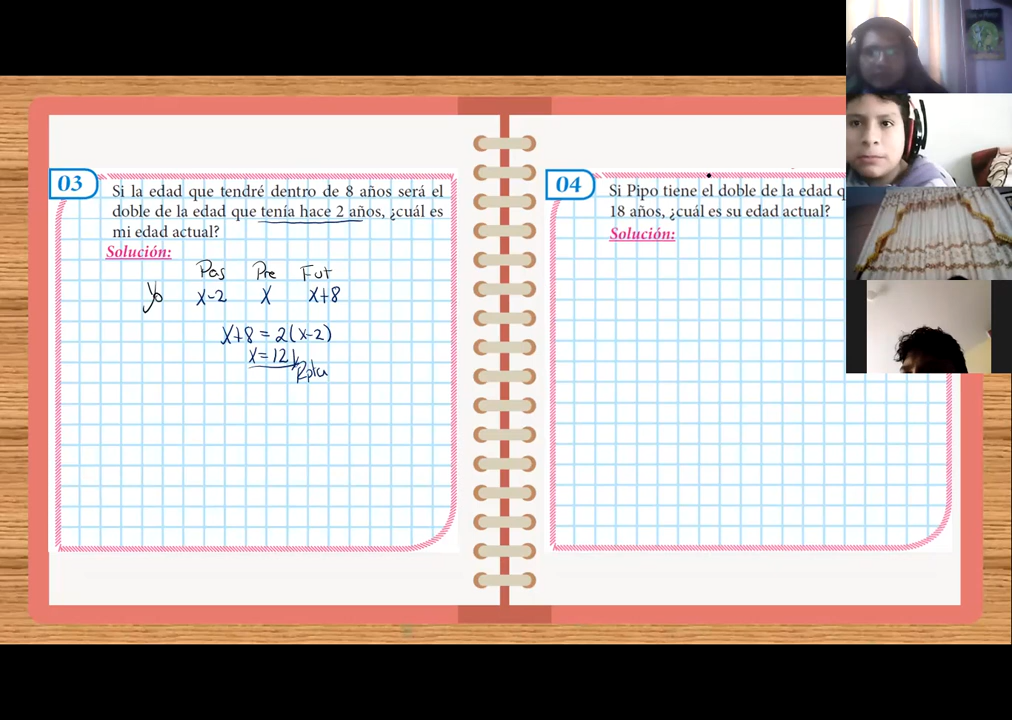 03
Si la edad que tendré dentro de 8 años será el
doble de la edad que tenía hace 2 años, ¿cuál es
mi edad actual?
Solución:
Pas Pre Fut
yo x-2 x x+8
x+8 = 2(x-2)
x=12
Rpta
04
Si Pipo tiene el doble de la edad q
18 años, ¿cuál es su edad actual?
Solución: